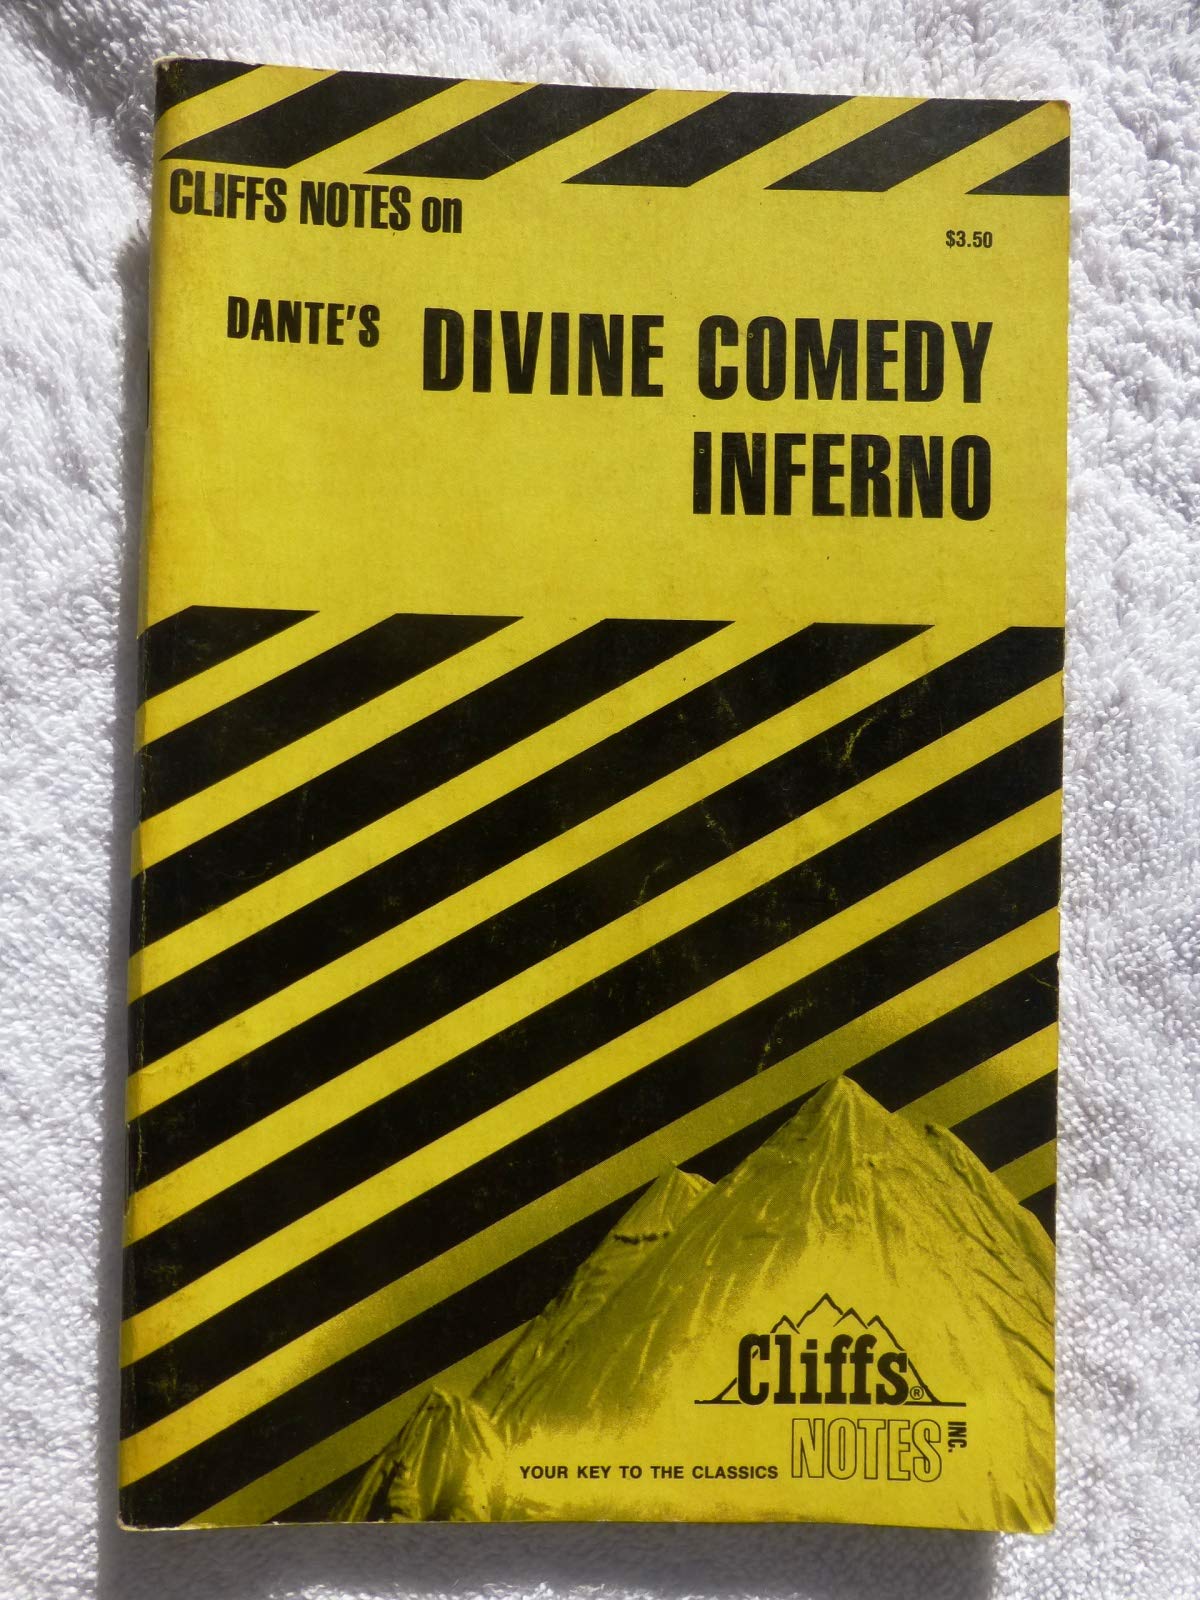 CLIFFS NOTES on
$3.50
DANTE'S DIVINE COMEDY
INFERNO
Cliffs®
NOTES INC.
YOUR KEY TO THE CLASSICS